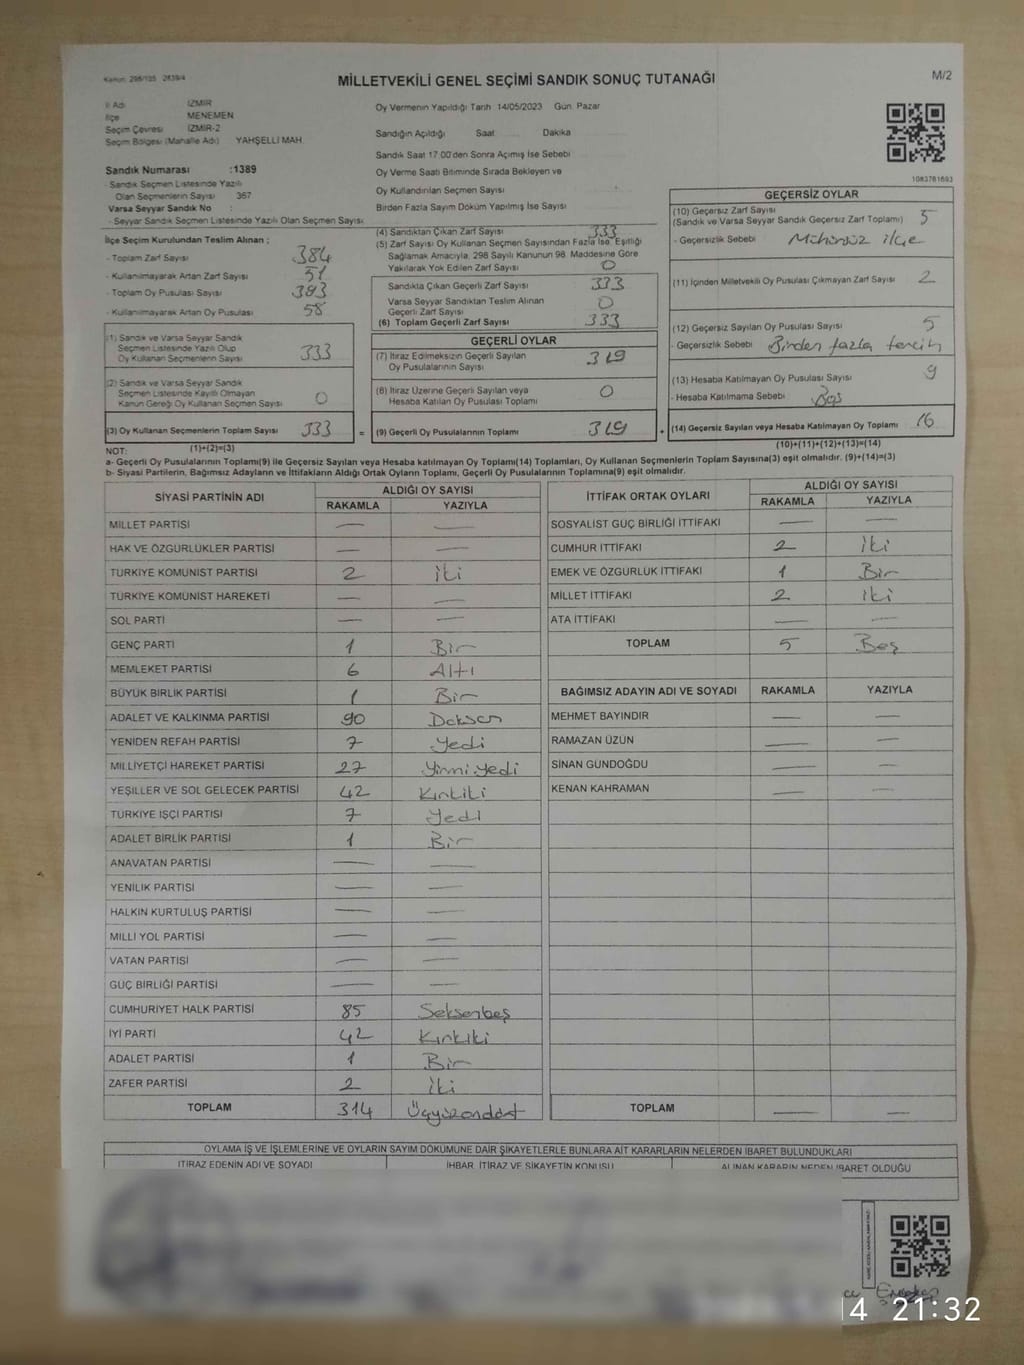 Kanun: 298/105 2839/4
MİLLETVEKİLİ GENEL SEÇİMİ SANDIK SONUÇ TUTANAĞI
M/2
İl Adı İZMİR
İlçe MENEMEN
Seçim Çevresi İZMİR-2
Seçim Bölgesi (Mahalle Adı) YAHŞELLİ MAH.
Oy Vermenin Yapıldığı Tarih 14/05/2023 Gün Pazar
Sandığın Açıldığı Saat Dakika
Sandık Saat 17.00'den Sonra Açımış İse Sebebi
Oy Verme Saati Bitiminde Sırada Bekleyen ve
Oy Kullandırılan Seçmen Sayısı :
Birden Fazla Sayım Döküm Yapılmış İse Sayısı
Sandık Numarası :1389
- Sandık Seçmen Listesinde Yazılı
Olan Seçmenlerin Sayısı 367
Varsa Seyyar Sandık No :
- Seyyar Sandık Seçmen Listesinde Yazılı Olan Seçmen Sayısı
İlçe Seçim Kurulundan Teslim Alınan :
- Toplam Zarf Sayısı 384
- Kullanılmayarak Artan Zarf Sayısı 51
- Toplam Oy Pusulası Sayısı 383
- Kullanılmayarak Artan Oy Pusulası 58
(1) Sandık ve Varsa Seyyar Sandık
Seçmen Listesinde Yazılı Olup
Oy Kullanan Seçmenlerin Sayısı 333
(2) Sandık ve Varsa Seyyar Sandık
Seçmen Listesinde Kayıtlı Olmayan
Kanun Gereği Oy Kullanan Seçmen Sayısı 0
(3) Oy Kullanan Seçmenlerin Toplam Sayısı 333 =
(1)+(2)=(3)
(4) Sandıktan Çıkan Zarf Sayısı 333
(5) Zarf Sayısı Oy Kullanan Seçmen Sayısından Fazla İse, Eşitliği
Sağlamak Amacıyla, 298 Sayılı Kanunun 98. Maddesine Göre
Yakılarak Yok Edilen Zarf Sayısı 0
Sandıkla Çıkan Geçerli Zarf Sayısı 333
Varsa Seyyar Sandıktan Teslim Alınan
Geçerli Zarf Sayısı 0
(6) Toplam Geçerli Zarf Sayısı 333
GEÇERLİ OYLAR
(7) İtiraz Edilmeksizin Geçerli Sayılan
Oy Pusulalarının Sayısı 319
(8) İtiraz Üzerine Geçerli Sayılan veya
Hesaba Katılan Oy Pusulası Toplamı 0
(9) Geçerli Oy Pusulalarının Toplamı 319 +
1083781693
GEÇERSİZ OYLAR
(10) Geçersiz Zarf Sayısı
(Sandık ve Varsa Seyyar Sandık Geçersiz Zarf Toplamı) 5
- Geçersizlik Sebebi Mühürsüz ilçe
(11) İçinden Milletvekili Oy Pusulası Çıkmayan Zarf Sayısı 2
(12) Geçersiz Sayılan Oy Pusulası Sayısı 5
- Geçersizlik Sebebi Birden fazla tercih
(13) Hesaba Katılmayan Oy Pusulası Sayısı 9
- Hesaba Katılmama Sebebi Boş
(14) Geçersiz Sayılan veya Hesaba Katılmayan Oy Toplamı 16
(10)+(11)+(12)+(13)=(14)
NOT:
a- Geçerli Oy Pusulalarının Toplamı(9) ile Geçersiz Sayılan veya Hesaba katılmayan Oy Toplamı(14) Toplamları, Oy Kullanan Seçmenlerin Toplam Sayısına(3) eşit olmalıdır. (9)+(14)=(3)
b- Siyasi Partilerin, Bağımsız Adayların ve İttifakların Aldığı Ortak Oyların Toplamı, Geçerli Oy Pusulalarının Toplamına(9) eşit olmalıdır.
SİYASİ PARTİNİN ADI ALDIĞI OY SAYISI
RAKAMLA YAZIYLA
MİLLET PARTİSİ — —
HAK VE ÖZGÜRLÜKLER PARTİSİ — —
TÜRKİYE KOMÜNİST PARTİSİ 2 İki
TÜRKİYE KOMÜNİST HAREKETİ — —
SOL PARTİ — —
GENÇ PARTİ 1 Bir
MEMLEKET PARTİSİ 6 Altı
BÜYÜK BİRLİK PARTİSİ 1 Bir
ADALET VE KALKINMA PARTİSİ 90 Doksan
YENİDEN REFAH PARTİSİ 7 Yedi
MİLLİYETÇİ HAREKET PARTİSİ 27 Yirmi yedi
YEŞİLLER VE SOL GELECEK PARTİSİ 42 Kırkiki
TÜRKİYE İŞÇİ PARTİSİ 7 Yedi
ADALET BİRLİK PARTİSİ 1 Bir
ANAVATAN PARTİSİ — —
YENİLİK PARTİSİ — —
HALKIN KURTULUŞ PARTİSİ — —
MİLLİ YOL PARTİSİ — —
VATAN PARTİSİ — —
GÜÇ BİRLİĞİ PARTİSİ — —
CUMHURİYET HALK PARTİSİ 85 Seksenbeş
İYİ PARTİ 42 Kırkiki
ADALET PARTİSİ 1 Bir
ZAFER PARTİSİ 2 İki
TOPLAM 314 Üçyüzondört
İTTİFAK ORTAK OYLARI ALDIĞI OY SAYISI
RAKAMLA YAZIYLA
SOSYALİST GÜÇ BİRLİĞİ İTTİFAKI — —
CUMHUR İTTİFAKI 2 İki
EMEK VE ÖZGÜRLÜK İTTİFAKI 1 Bir
MİLLET İTTİFAKI 2 İki
ATA İTTİFAKI — —
TOPLAM 5 Beş
BAĞIMSIZ ADAYIN ADI VE SOYADI RAKAMLA YAZIYLA
MEHMET BAYINDIR — —
RAMAZAN ÜZÜN — —
SİNAN GÜNDOĞDU — —
KENAN KAHRAMAN — —
TOPLAM — —
OYLAMA İŞ VE İŞLEMLERİNE VE OYLARIN SAYIM DÖKÜMÜNE DAİR ŞİKAYETLERLE BUNLARA AİT KARARLARIN NELERDEN İBARET BULUNDUKLARI
İTİRAZ EDENİN ADI VE SOYADI İHBAR, İTİRAZ VE ŞİKAYETİN KONUSU ALINAN KARARIN NEDEN İBARET OLDUĞU
14 21:32